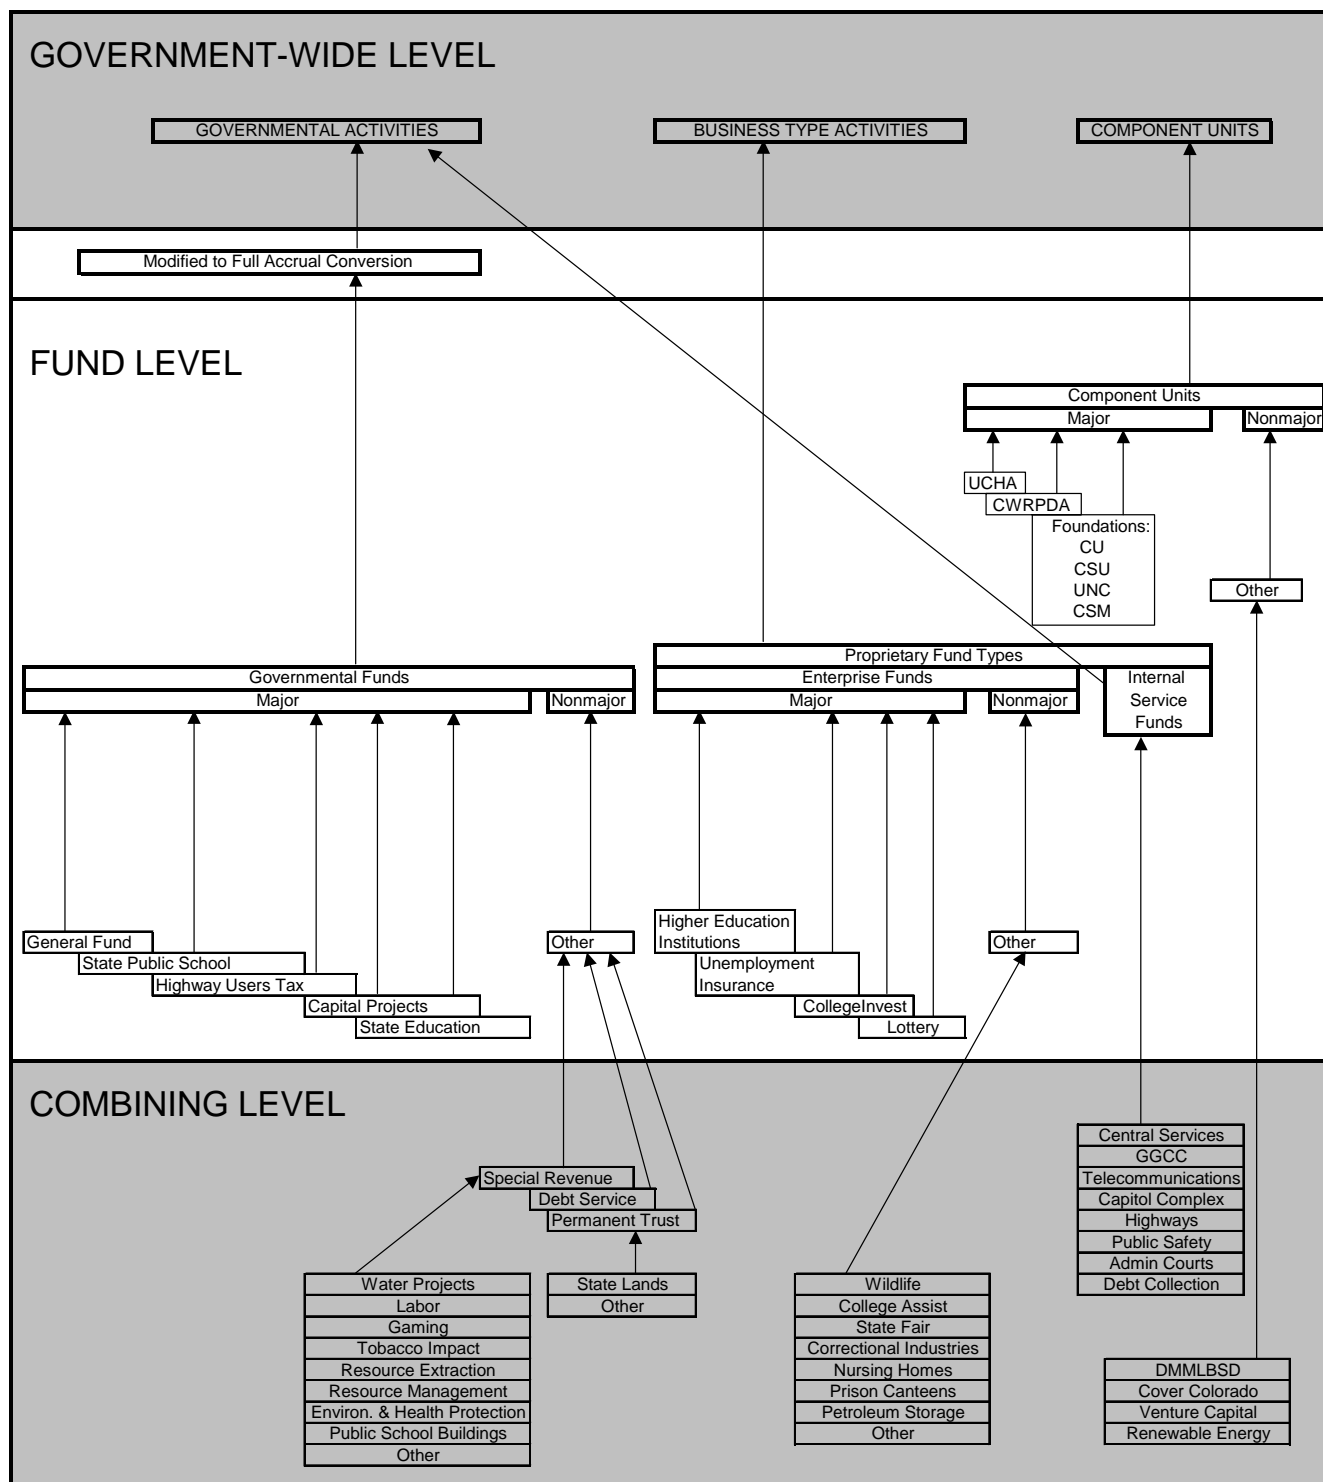 GOVERNMENT-WIDE LEVEL
GOVERNMENTAL ACTIVITIES
BUSINESS TYPE ACTIVITIES
COMPONENT UNITS
Modified to Full Accrual Conversion
FUND LEVEL
Component Units
Major
Nonmajor
UCHA
CWRPDA
Foundations:
CU
CSU
UNC
CSM
Other
Governmental Funds
Major
Nonmajor
Proprietary Fund Types
Enterprise Funds
Major
Nonmajor
Internal
Service
Funds
General Fund
State Public School
Highway Users Tax
Capital Projects
State Education
Other
Higher Education
Institutions
Unemployment
Insurance
CollegeInvest
Lottery
Other
COMBINING LEVEL
Special Revenue
Debt Service
Permanent Trust
Water Projects
Labor
Gaming
Tobacco Impact
Resource Extraction
Resource Management
Environ. & Health Protection
Public School Buildings
Other
State Lands
Other
Wildlife
College Assist
State Fair
Correctional Industries
Nursing Homes
Prison Canteens
Petroleum Storage
Other
Central Services
GGCC
Telecommunications
Capitol Complex
Highways
Public Safety
Admin Courts
Debt Collection
DMMLBSD
Cover Colorado
Venture Capital
Renewable Energy